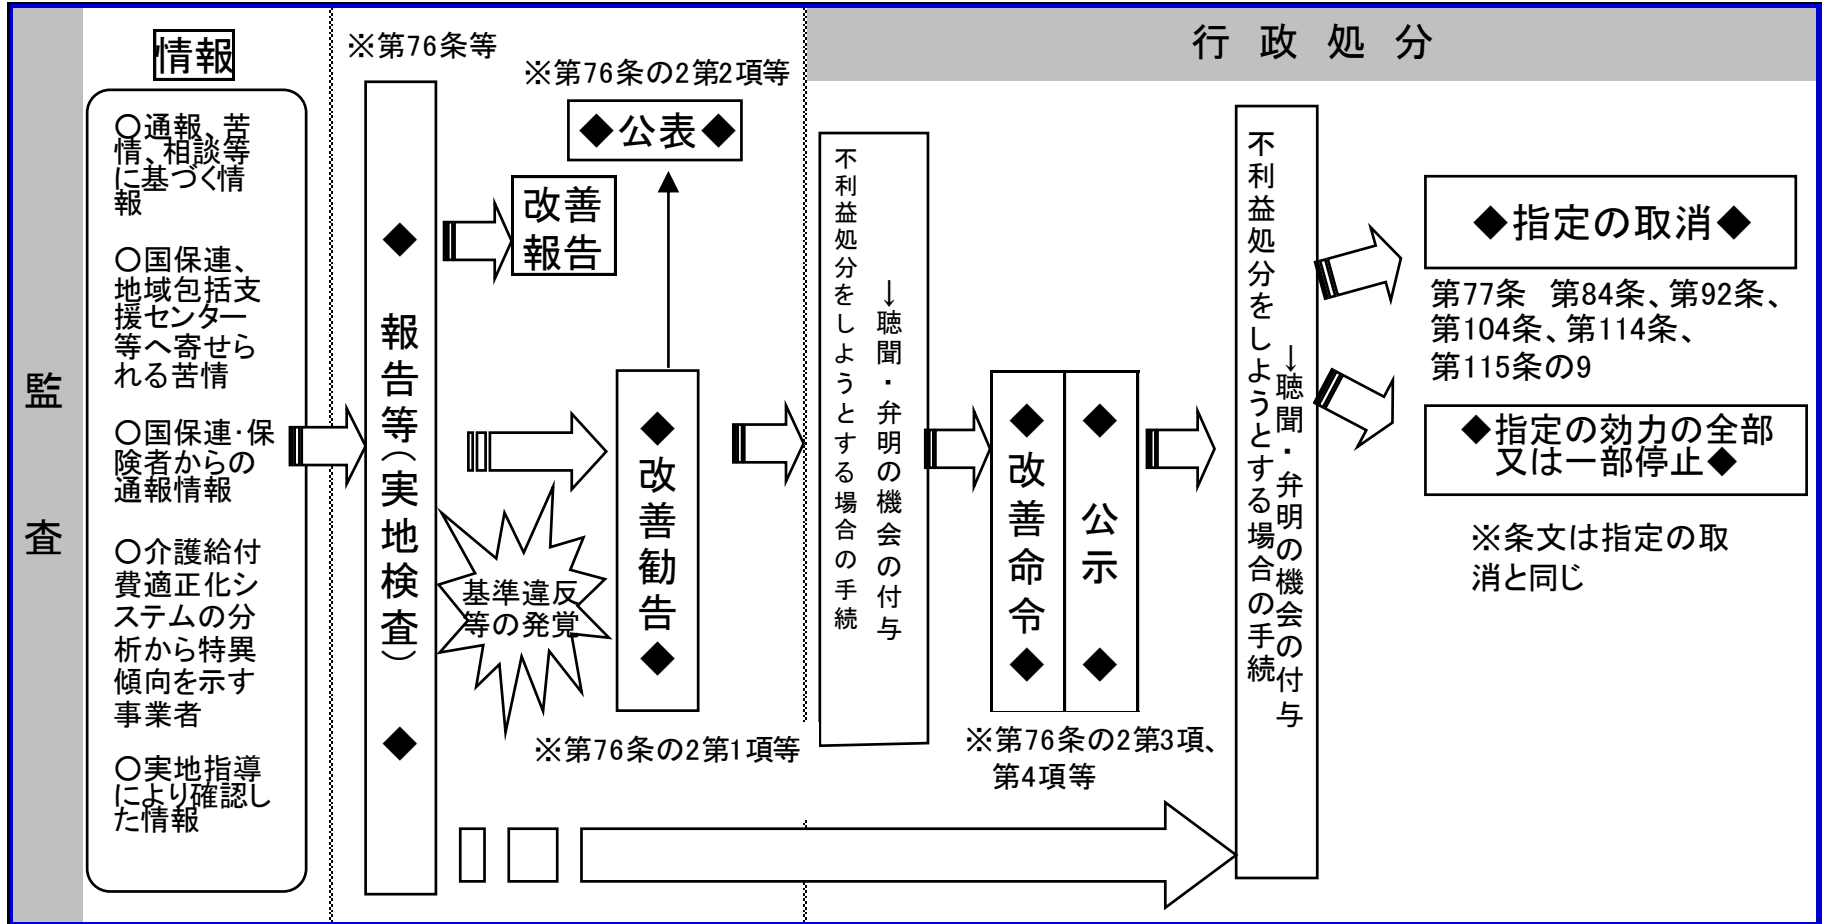 監査
情報
○通報、苦
情、相談等
に基づく情
報
○国保連、
地域包括支
援センター
等へ寄せら
れる苦情
○国保連・保
険者からの
通報情報
○介護給付
費適正化シ
ステムの分
析から特異
傾向を示す
事業者
○実地指導
により確認し
た情報
※第76条等
◆報告等（実地検査）◆
改善
報告
※第76条の2第2項等
◆公表◆
基準違反
等の発覚
◆改善勧告◆
※第76条の2第1項等
行政処分
不利益処分をしようとする場合の手続
→聴聞・弁明の機会の付与
◆改善命令◆
◆公示◆
※第76条の2第3項、
第4項等
不利益処分をしようとする場合の手続
→聴聞・弁明の機会の付与
◆指定の取消◆
第77条 第84条、第92条、
第104条、第114条、
第115条の9
◆指定の効力の全部
又は一部停止◆
※条文は指定の取
消と同じ